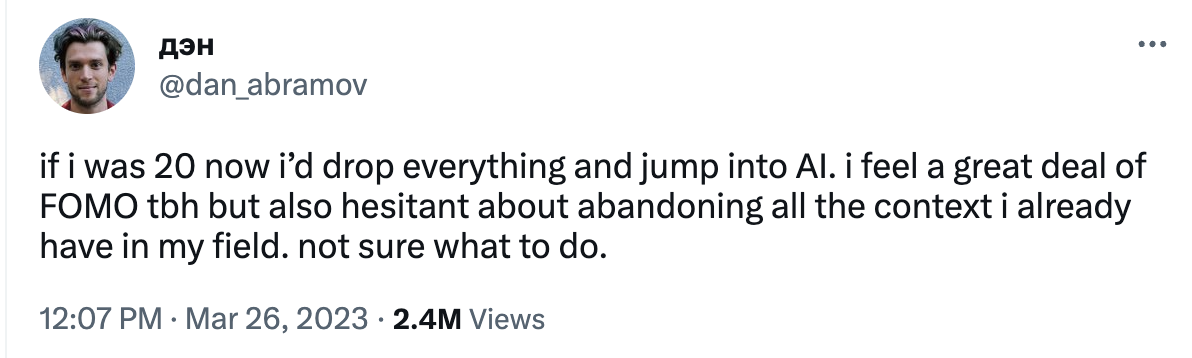 дэн
@dan_abramov
if i was 20 now i’d drop everything and jump into AI. i feel a great deal of
FOMO tbh but also hesitant about abandoning all the context i already
have in my field. not sure what to do.
12:07 PM · Mar 26, 2023 · 2.4M Views